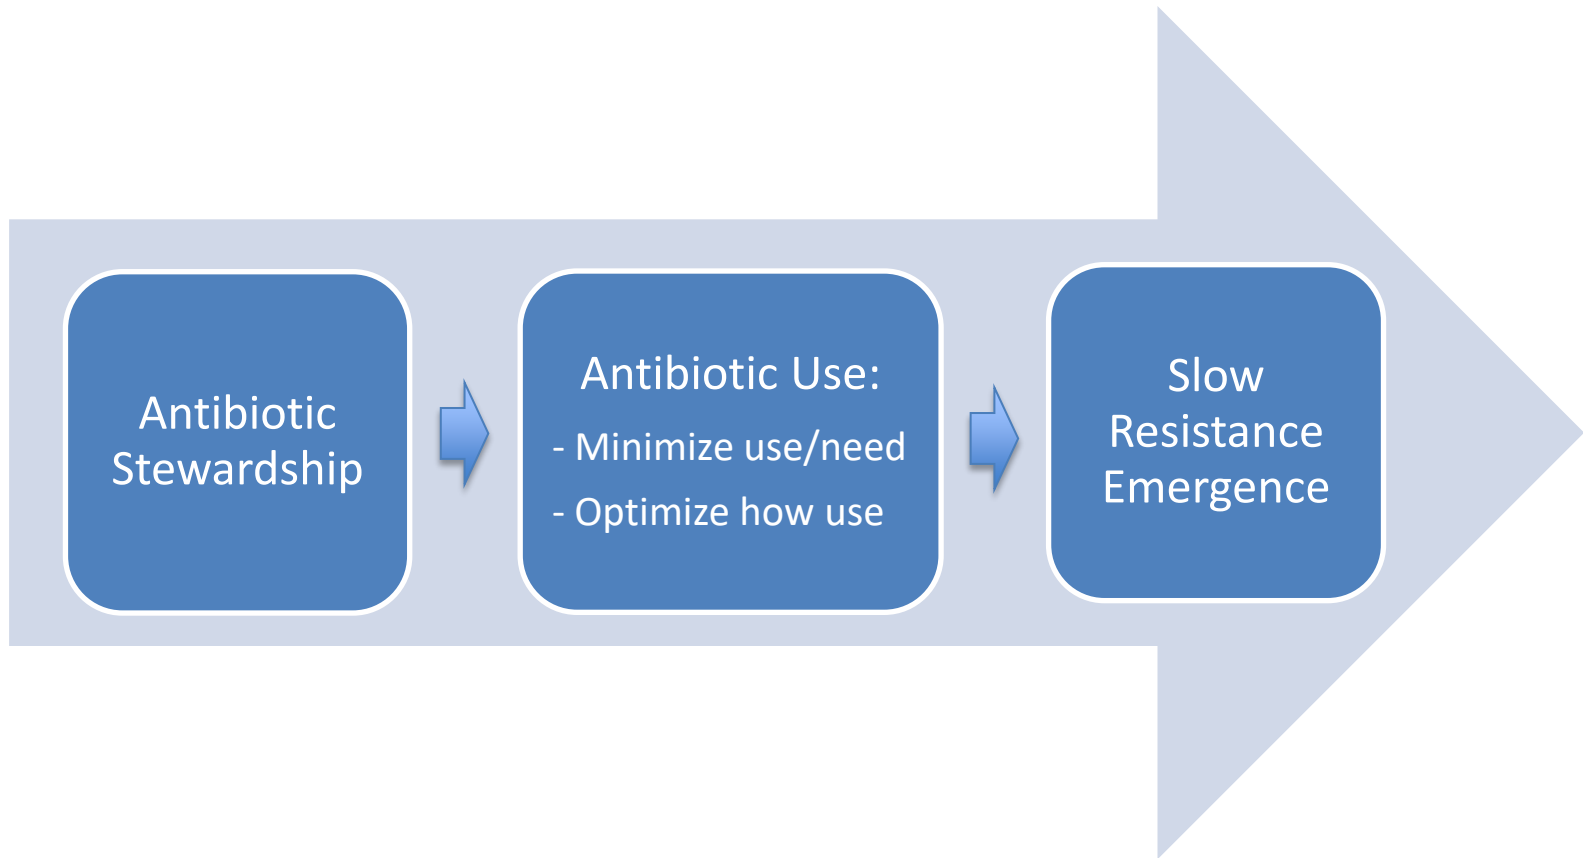 Antibiotic
Stewardship
Antibiotic Use:
- Minimize use/need
- Optimize how use
Slow
Resistance
Emergence